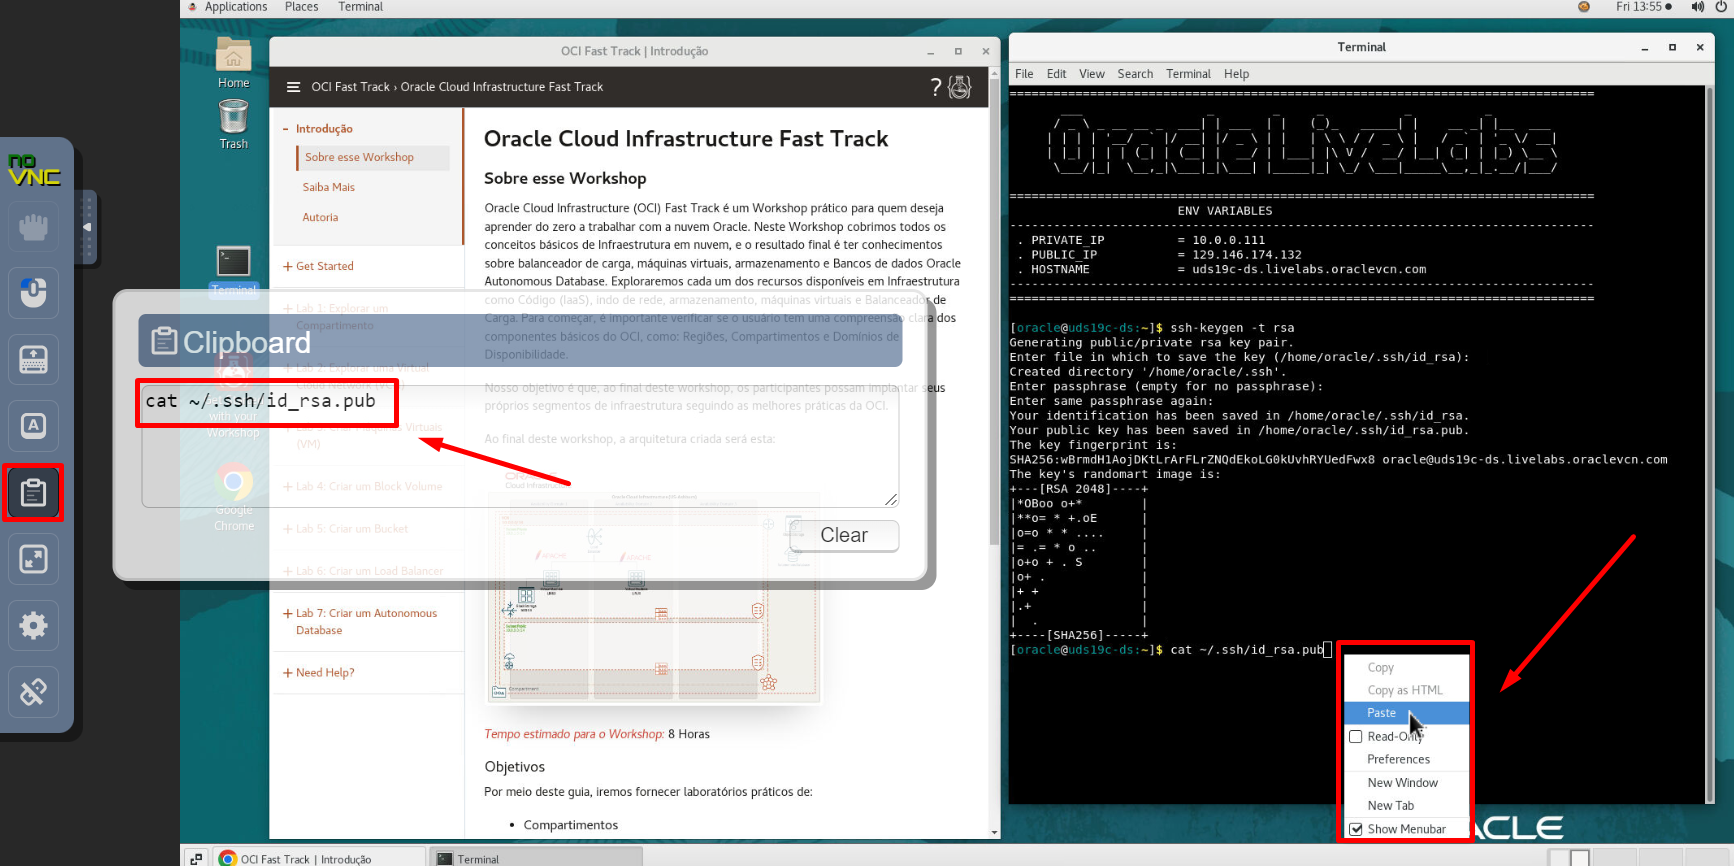 Applications Places Terminal
Fri 13:55
Home
Trash
Terminal
Google
Chrome
no
VNC
OCI Fast Track | Introdução
OCI Fast Track › Oracle Cloud Infrastructure Fast Track
?
- Introdução
Sobre esse Workshop
Saiba Mais
Autoria
+ Get Started
+ Lab 1: Explorar um
Compartimento
+ Lab 2: Explorar uma Virtual
Cloud Network (VCN)
with your
Workshop
(VM)
+ Lab 4: Criar um Block Volume
+ Lab 5: Criar um Bucket
+ Lab 6: Criar um Load Balancer
+ Lab 7: Criar um Autonomous
Database
+ Need Help?
Oracle Cloud Infrastructure Fast Track
Sobre esse Workshop
Oracle Cloud Infrastructure (OCI) Fast Track é um Workshop prático para quem deseja
aprender do zero a trabalhar com a nuvem Oracle. Neste Workshop cobrimos todos os
conceitos básicos de Infraestrutura em nuvem, e o resultado final é ter conhecimentos
sobre balanceador de carga, máquinas virtuais, armazenamento e Bancos de dados Oracle
Autonomous Database. Exploraremos cada um dos recursos disponíveis em Infraestrutura
como Código (IaaS), indo de rede, armazenamento, máquinas virtuais e Balanceador de
Carga. Para começar, é importante verificar se o usuário tem uma compreensão clara dos
componentes básicos do OCI, como: Regiões, Compartimentos e Domínios de
Disponibilidade.
Nosso objetivo é que, ao final deste workshop, os participantes possam implantar seus
próprios segmentos de infraestrutura seguindo as melhores práticas da OCI.
Ao final deste workshop, a arquitetura criada será esta:
Cloud Infrastructure
APACHE
APACHE
Compartment
Tempo estimado para o Workshop: 8 Horas
Objetivos
Por meio deste guia, iremos fornecer laboratórios práticos de:
• Compartimentos
Clipboard
cat ~/.ssh/id_rsa.pub
Clear
Terminal
File Edit View Search Terminal Help
Oracle LiveLabs
ENV VARIABLES
. PRIVATE_IP = 10.0.0.111
. PUBLIC_IP = 129.146.174.132
. HOSTNAME = uds19c-ds.livelabs.oraclevcn.com
[oracle@uds19c-ds:~]$ ssh-keygen -t rsa
Generating public/private rsa key pair.
Enter file in which to save the key (/home/oracle/.ssh/id_rsa):
Created directory '/home/oracle/.ssh'.
Enter passphrase (empty for no passphrase):
Enter same passphrase again:
Your identification has been saved in /home/oracle/.ssh/id_rsa.
Your public key has been saved in /home/oracle/.ssh/id_rsa.pub.
The key fingerprint is:
SHA256:wBrmdH1AojDKtLrArFLrZNQdEkoLG0kUvhRYUedFwx8 oracle@uds19c-ds.livelabs.oraclevcn.com
The key's randomart image is:
+---[RSA 2048]----+
|*OBoo o+*        |
|**o= * +.oE      |
|o=o * * ....     |
|= .= * o ..      |
|o+o + . S        |
|o+ .             |
|+ +              |
|.+               |
|  .              |
+----[SHA256]-----+
[oracle@uds19c-ds:~]$ cat ~/.ssh/id_rsa.pub
Copy
Copy as HTML
Paste
Read-Only
Preferences
New Window
New Tab
Show Menubar
ACLE
OCI Fast Track | Introdução
Terminal